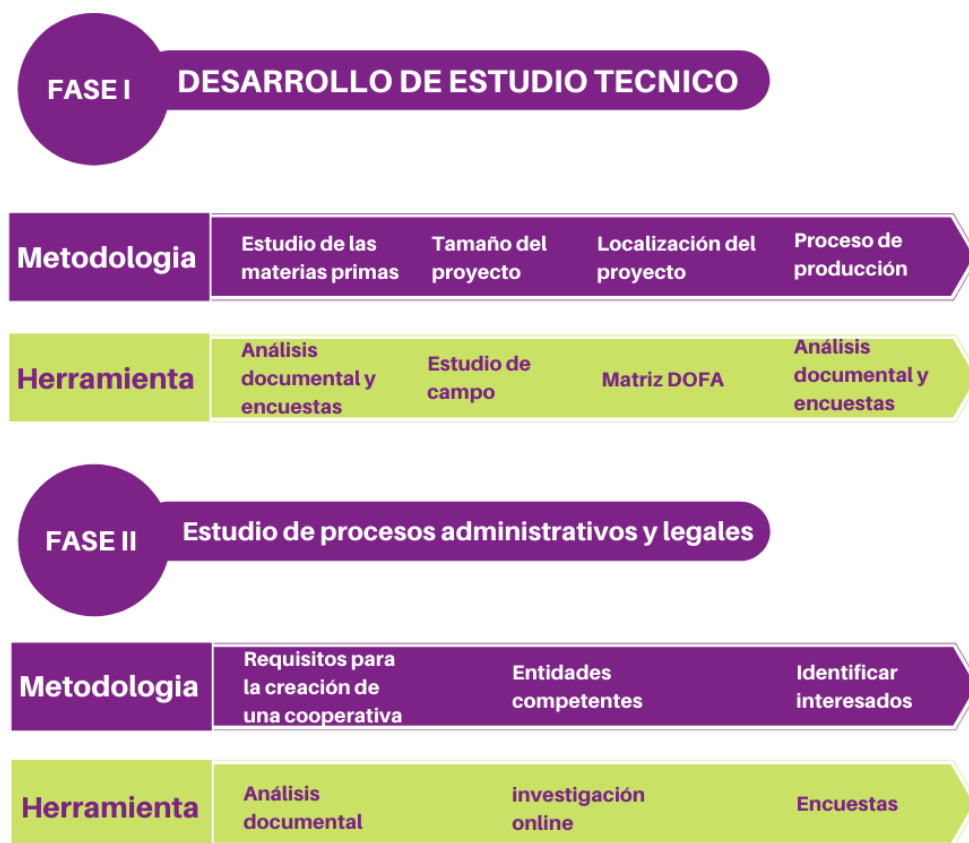 FASE I
DESARROLLO DE ESTUDIO TECNICO
Metodologia
Estudio de las
materias primas
Tamaño del
proyecto
Localización del
proyecto
Proceso de
producción
Herramienta
Análisis
documental y
encuestas
Estudio de
campo
Matriz DOFA
Análisis
documental y
encuestas
FASE II
Estudio de procesos administrativos y legales
Metodologia
Requisitos para
la creación de
una cooperativa
Entidades
competentes
Identificar
interesados
Herramienta
Análisis
documental
investigación
online
Encuestas